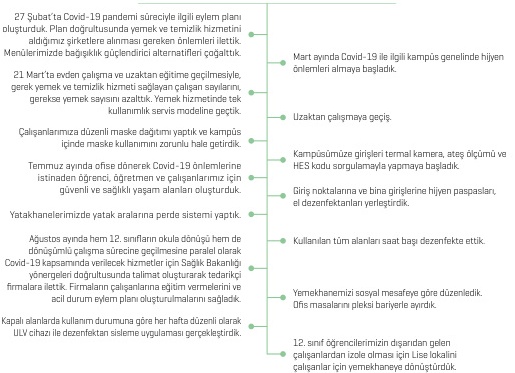 27 Şubat'ta Covid-19 pandemi süreciyle ilgili eylem planı
oluşturduk. Plan doğrultusunda yemek ve temizlik hizmetini
aldığımız şirketlere alınması gereken önlemleri ilettik.
Menülerimizde bağışıklık güçlendirici alternatifleri çoğalttık.
Mart ayında Covid-19 ile ilgili kampüs genelinde hijyen
önlemleri almaya başladık.
21 Mart'ta evden çalışma ve uzaktan eğitime geçilmesiyle,
gerek yemek ve temizlik hizmeti sağlayan çalışan sayılarını,
gerekse yemek sayısını azalttık. Yemek hizmetinde tek
kullanımlık servis modeline geçtik.
Uzaktan çalışmaya geçiş.
Çalışanlarımıza düzenli maske dağıtımı yaptık ve kampüs
içinde maske kullanımını zorunlu hale getirdik.
Kampüsümüze girişleri termal kamera, ateş ölçümü ve
HES kodu sorgulamayla yapmaya başladık.
Temmuz ayında ofise dönerek Covid-19 önlemlerine
istinaden öğrenci, öğretmen ve çalışanlarımız için
güvenli ve sağlıklı yaşam alanları oluşturduk.
Giriş noktalarına ve bina girişlerine hijyen paspasları,
el dezenfektanları yerleştirdik.
Yatakhanelerimizde yatak aralarına perde sistemi yaptık.
Kullanılan tüm alanları saat başı dezenfekte ettik.
Ağustos ayında hem 12. sınıfların okula dönüşü hem de
dönüşümlü çalışma sürecine geçilmesine paralel olarak
Covid-19 kapsamında verilecek hizmetler için Sağlık Bakanlığı
yönergeleri doğrultusunda talimat oluşturarak tedarikçi
firmalara ilettik. Firmaların çalışanlarına eğitim vermelerini ve
acil durum eylem planı oluşturulmalarını sağladık.
Yemekhanemizi sosyal mesafeye göre düzenledik.
Ofis masalarını pleksi bariyerle ayırdık.
Kapalı alanlarda kullanım durumuna göre her hafta düzenli olarak
ULV cihazı ile dezenfektan sisleme uygulaması gerçekleştirdik.
12. sınıf öğrencilerimizin dışarıdan gelen
çalışanlardan izole olması için Lise lokalini
çalışanlar için yemekhaneye dönüştürdük.